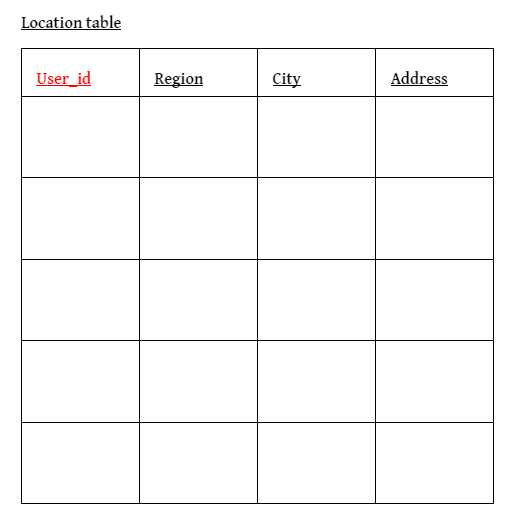 Location table
User_id Region City Address